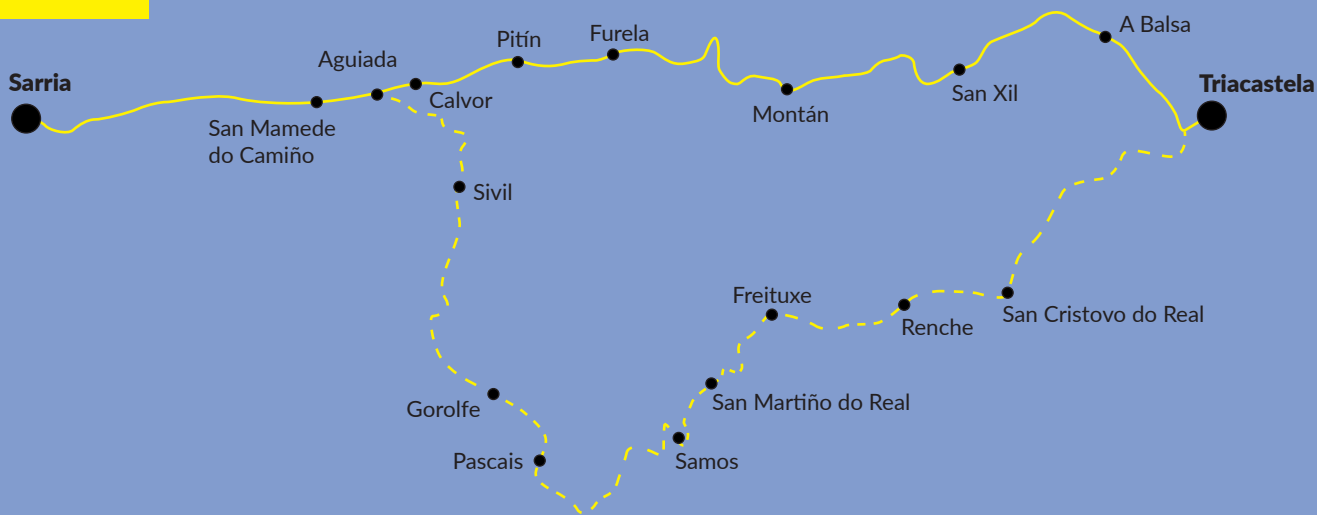 A Balsa
Furela
Pitín
Aguiada
Sarria
Triacastela
San Xil
Calvor
Montán
San Mamede
do Camiño
Sivil
Freituxe
San Cristovo do Real
Renche
San Martiño do Real
Gorolfe
Pascais
Samos